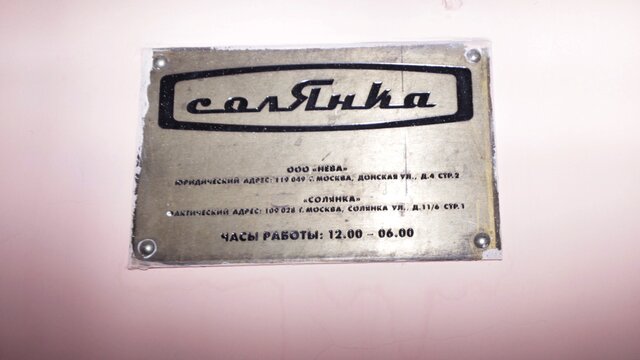 солЯнка
ООО «НЕВА»
ЮРИДИЧЕСКИЙ АДРЕС: 119 049 Г. МОСКВА, ДОНСКАЯ УЛ., Д.4 СТР.2
«СОЛЯНКА»
ФАКТИЧЕСКИЙ АДРЕС: 109 028 Г. МОСКВА, СОЛЯНКА УЛ., Д.11/6 СТР.1
ЧАСЫ РАБОТЫ: 12.00 – 06.00